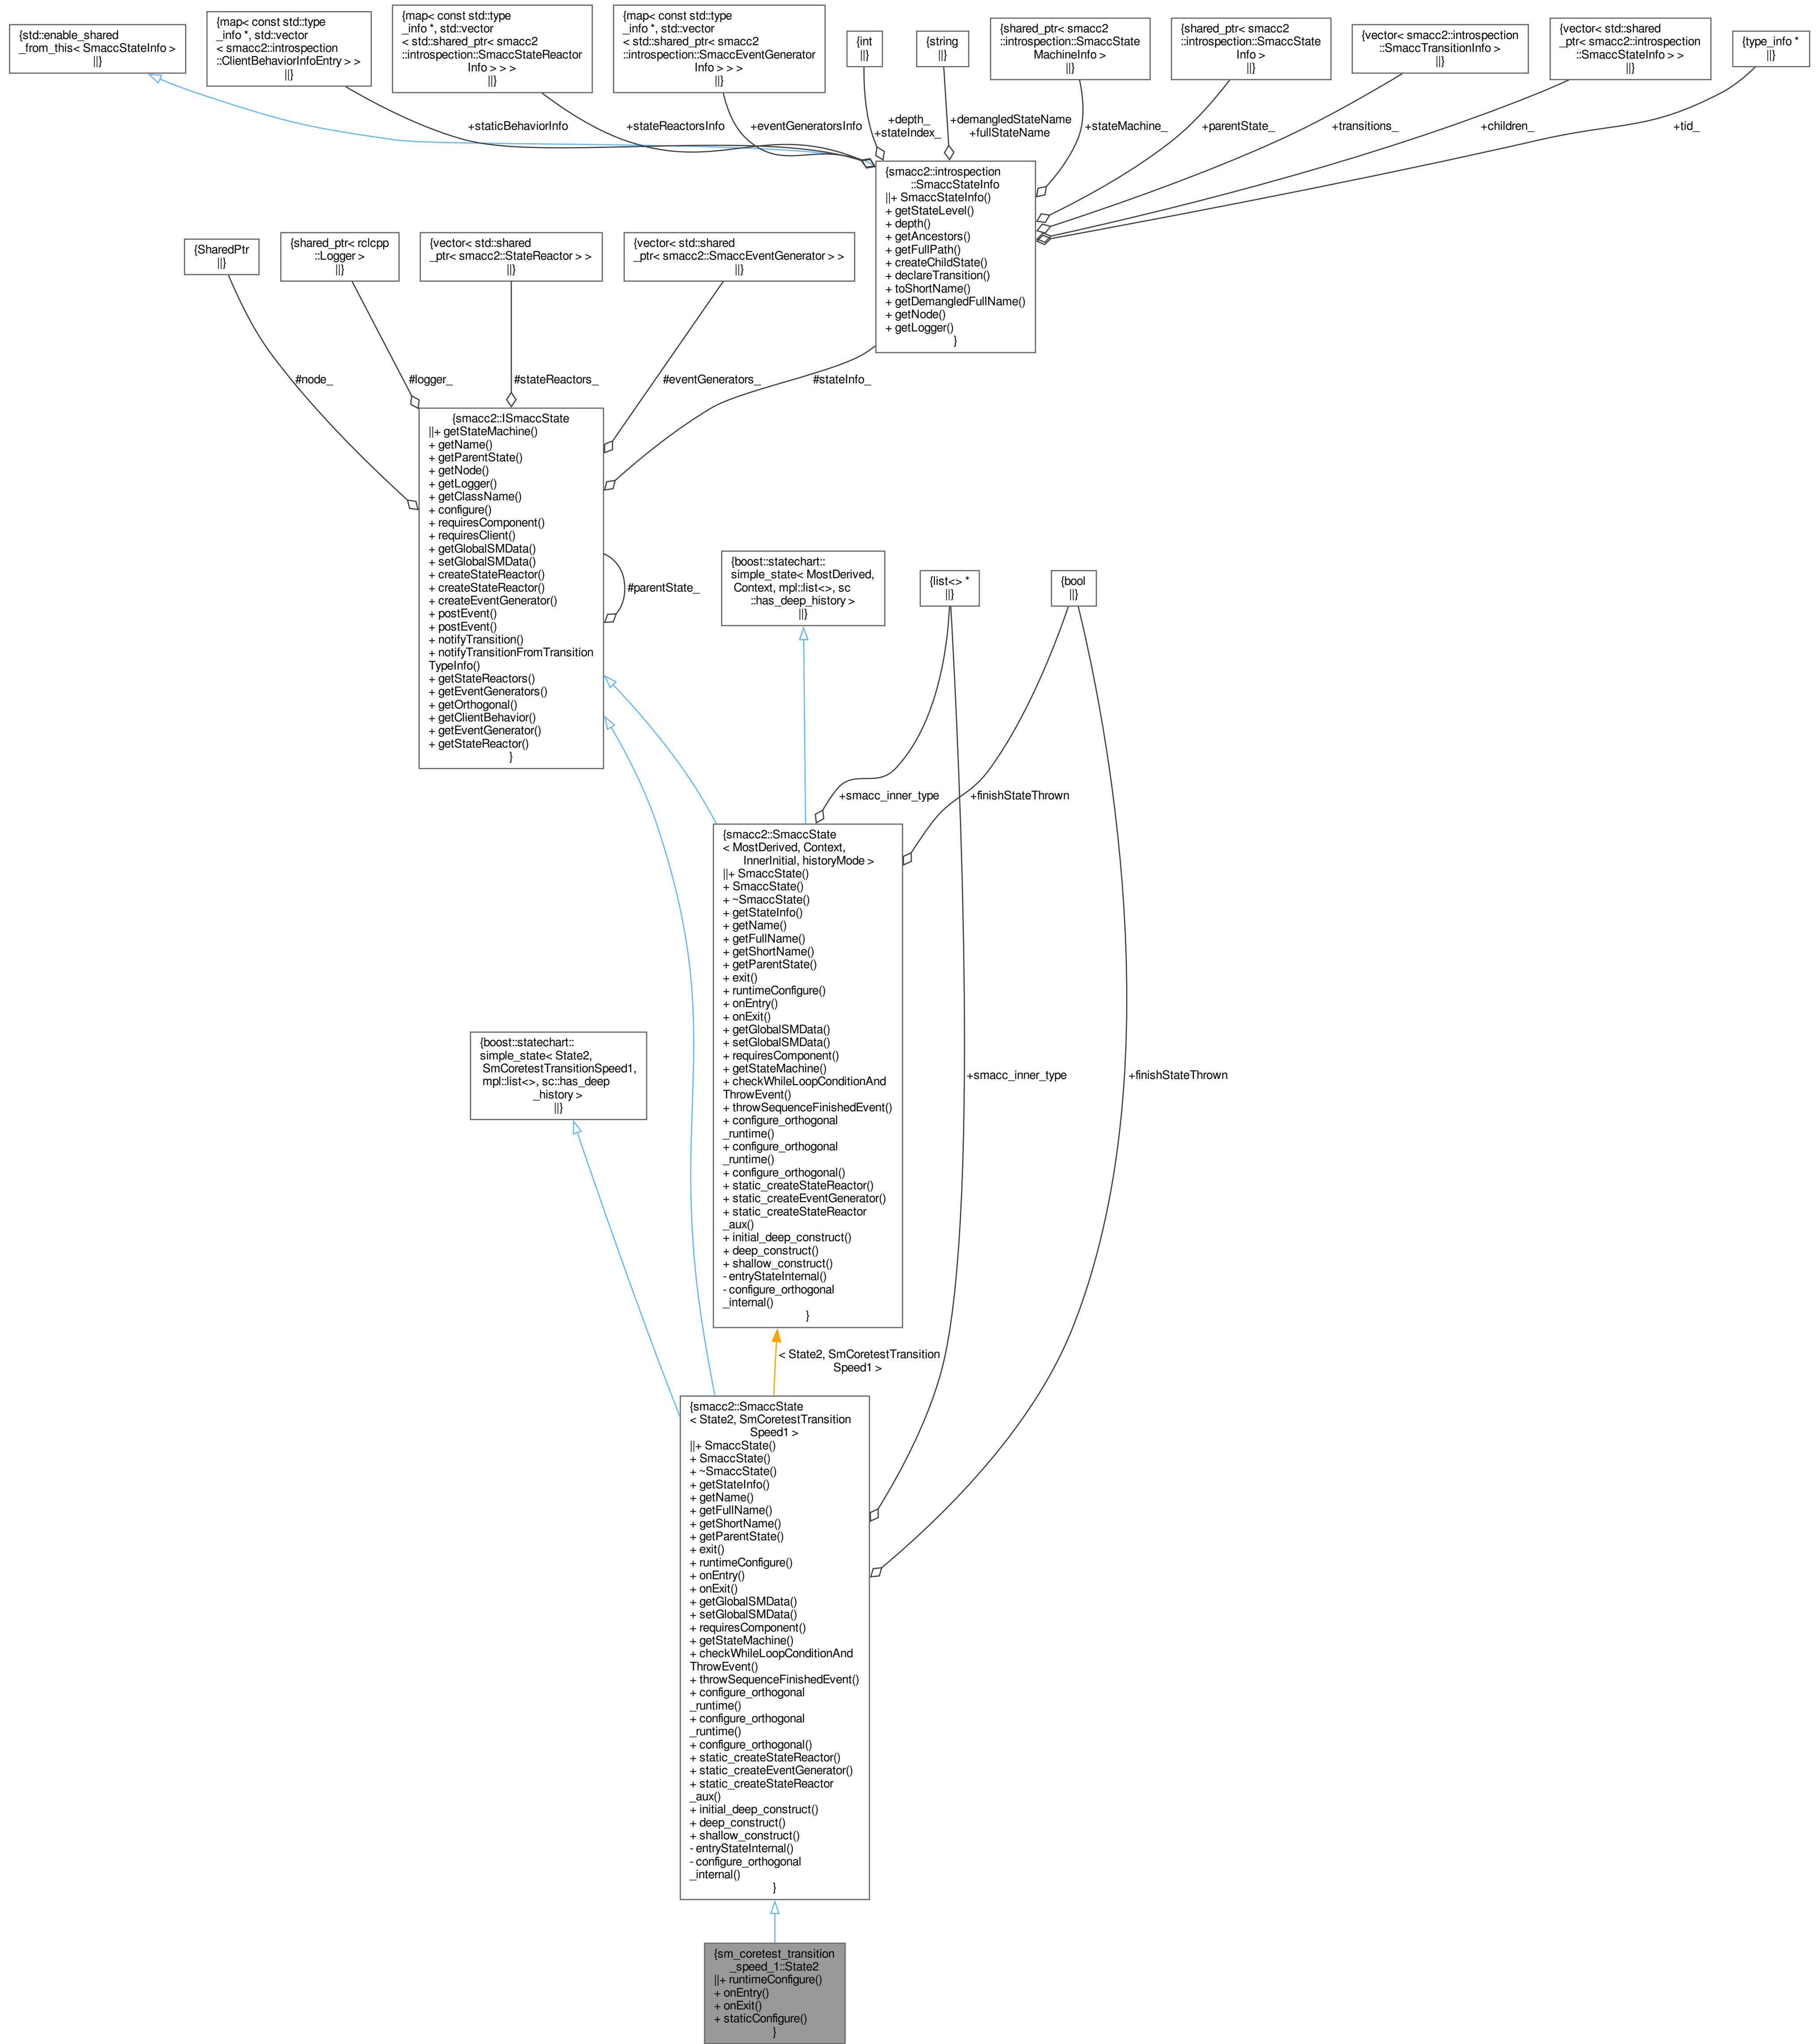 {std::enable_shared
_from_this< SmaccStateInfo >
||}
{map< const std::type
_info *, std::vector
< smacc2::introspection
::ClientBehaviorInfoEntry > >
||}
{map< const std::type
_info *, std::vector
< std::shared_ptr< smacc2
::introspection::SmaccStateReactor
Info > > >
||}
{map< const std::type
_info *, std::vector
< std::shared_ptr< smacc2
::introspection::SmaccEventGenerator
Info > > >
||}
{int
||}
{string
||}
{shared_ptr< smacc2
::introspection::SmaccState
MachineInfo >
||}
{shared_ptr< smacc2
::introspection::SmaccState
Info >
||}
{vector< smacc2::introspection
::SmaccTransitionInfo >
||}
{vector< std::shared
_ptr< smacc2::introspection
::SmaccStateInfo > >
||}
{type_info *
||}
+staticBehaviorInfo
+stateReactorsInfo
+eventGeneratorsInfo
+depth_
+stateIndex_
+demangledStateName
+fullStateName
+stateMachine_
+parentState_
+transitions_
+children_
+tid_
{smacc2::introspection
::SmaccStateInfo
||+ SmaccStateInfo()
+ getStateLevel()
+ depth()
+ getAncestors()
+ getFullPath()
+ createChildState()
+ declareTransition()
+ toShortName()
+ getDemangledFullName()
+ getNode()
+ getLogger()
}
{SharedPtr
||}
{shared_ptr< rclcpp
::Logger >
||}
{vector< std::shared
_ptr< smacc2::StateReactor > >
||}
{vector< std::shared
_ptr< smacc2::SmaccEventGenerator > >
||}
#node_
#logger_
#stateReactors_
#eventGenerators_
#stateInfo_
{smacc2::ISmaccState
||+ getStateMachine()
+ getName()
+ getParentState()
+ getNode()
+ getLogger()
+ getClassName()
+ configure()
+ requiresComponent()
+ requiresClient()
+ getGlobalSMData()
+ setGlobalSMData()
+ createStateReactor()
+ createStateReactor()
+ createEventGenerator()
+ postEvent()
+ postEvent()
+ notifyTransition()
+ notifyTransitionFromTransition
TypeInfo()
+ getStateReactors()
+ getEventGenerators()
+ getOrthogonal()
+ getClientBehavior()
+ getEventGenerator()
+ getStateReactor()
}
#parentState_
{boost::statechart::
simple_state< MostDerived,
Context, mpl::list<>, sc
::has_deep_history >
||}
{list<> *
||}
{bool
||}
+smacc_inner_type
+finishStateThrown
{smacc2::SmaccState
< MostDerived, Context,
InnerInitial, historyMode >
||+ SmaccState()
+ SmaccState()
+ ~SmaccState()
+ getStateInfo()
+ getName()
+ getFullName()
+ getShortName()
+ getParentState()
+ exit()
+ runtimeConfigure()
+ onEntry()
+ onExit()
+ getGlobalSMData()
+ setGlobalSMData()
+ requiresComponent()
+ getStateMachine()
+ checkWhileLoopConditionAnd
ThrowEvent()
+ throwSequenceFinishedEvent()
+ configure_orthogonal
_runtime()
+ configure_orthogonal
_runtime()
+ configure_orthogonal()
+ static_createStateReactor()
+ static_createEventGenerator()
+ static_createStateReactor
_aux()
+ initial_deep_construct()
+ deep_construct()
+ shallow_construct()
- entryStateInternal()
- configure_orthogonal
_internal()
}
{boost::statechart::
simple_state< State2,
SmCoretestTransitionSpeed1,
mpl::list<>, sc::has_deep
_history >
||}
+smacc_inner_type
+finishStateThrown
< State2, SmCoretestTransition
Speed1 >
{smacc2::SmaccState
< State2, SmCoretestTransition
Speed1 >
||+ SmaccState()
+ SmaccState()
+ ~SmaccState()
+ getStateInfo()
+ getName()
+ getFullName()
+ getShortName()
+ getParentState()
+ exit()
+ runtimeConfigure()
+ onEntry()
+ onExit()
+ getGlobalSMData()
+ setGlobalSMData()
+ requiresComponent()
+ getStateMachine()
+ checkWhileLoopConditionAnd
ThrowEvent()
+ throwSequenceFinishedEvent()
+ configure_orthogonal
_runtime()
+ configure_orthogonal
_runtime()
+ configure_orthogonal()
+ static_createStateReactor()
+ static_createEventGenerator()
+ static_createStateReactor
_aux()
+ initial_deep_construct()
+ deep_construct()
+ shallow_construct()
- entryStateInternal()
- configure_orthogonal
_internal()
}
{sm_coretest_transition
_speed_1::State2
||+ runtimeConfigure()
+ onEntry()
+ onExit()
+ staticConfigure()
}